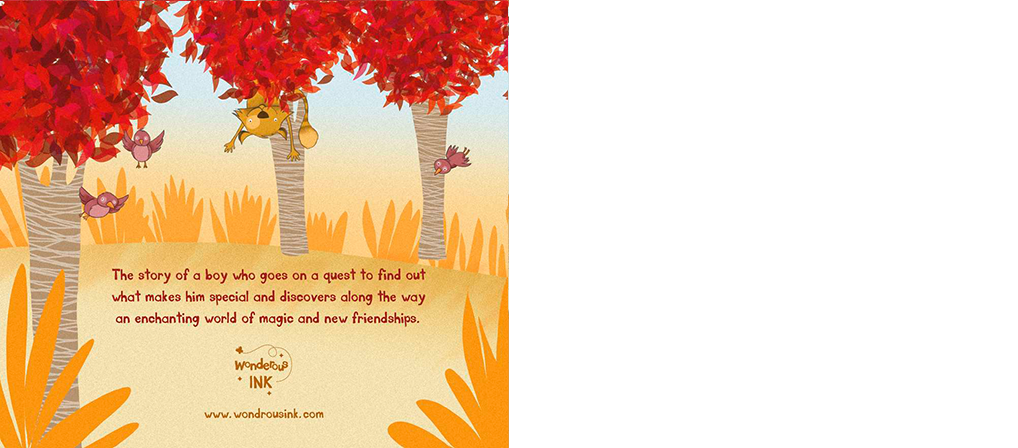 The story of a boy who goes on a quest to find out
what makes him special and discovers along the way
an enchanting world of magic and new friendships.
Wonderous
INK
www.wondrousink.com